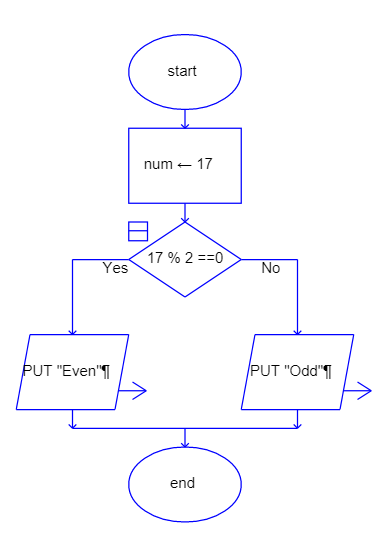 start
num ← 17
17 % 2 ==0
Yes
No
PUT "Even"¶
PUT "Odd"¶
end